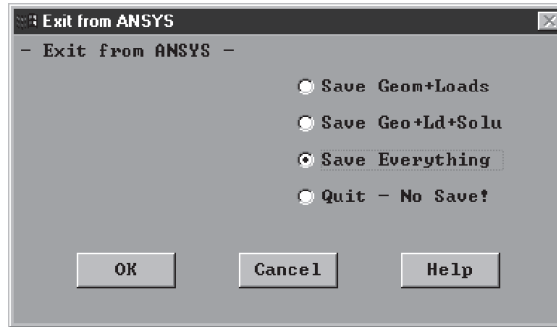 Exit from ANSYS
- Exit from ANSYS -
Save Geom+Loads
Save Geo+Ld+Solu
Save Everything
Quit - No Save!
OK Cancel Help